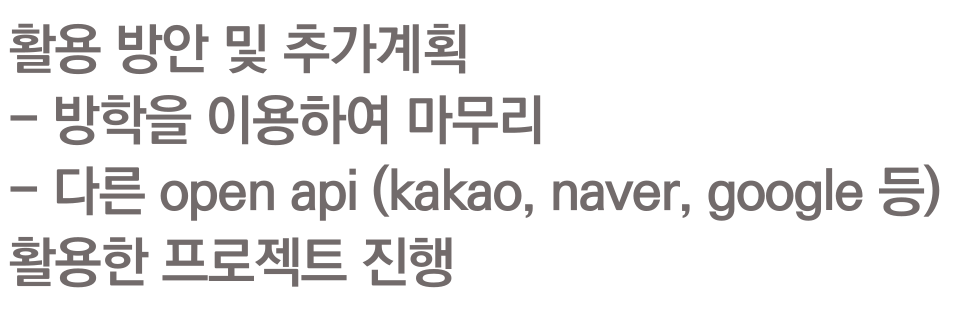 활용 방안 및 추가계획
- 방학을 이용하여 마무리
- 다른 open api (kakao, naver, google 등)
활용한 프로젝트 진행